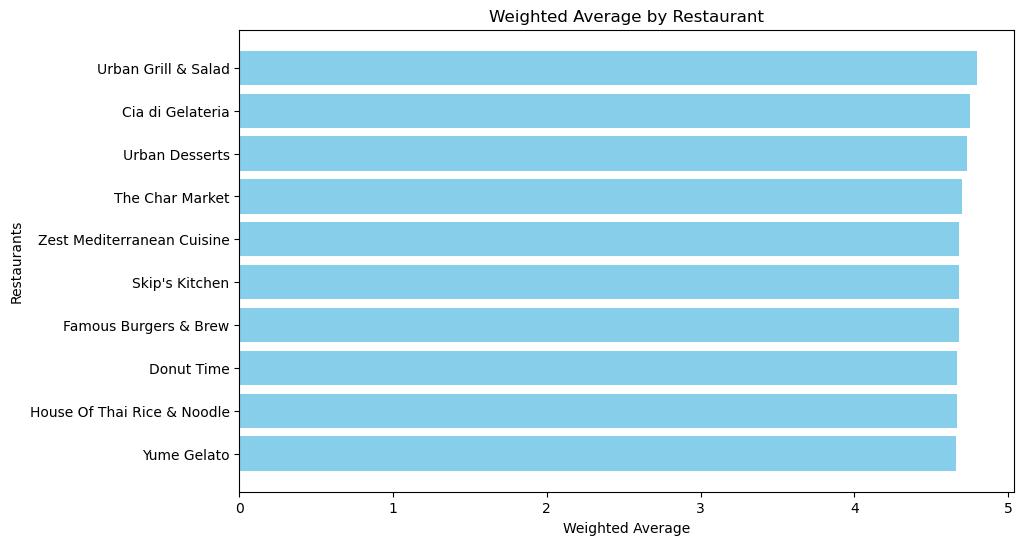 Weighted Average by Restaurant
Restaurants
Urban Grill & Salad
Cia di Gelateria
Urban Desserts
The Char Market
Zest Mediterranean Cuisine
Skip's Kitchen
Famous Burgers & Brew
Donut Time
House Of Thai Rice & Noodle
Yume Gelato
0 1 2 3 4 5
Weighted Average